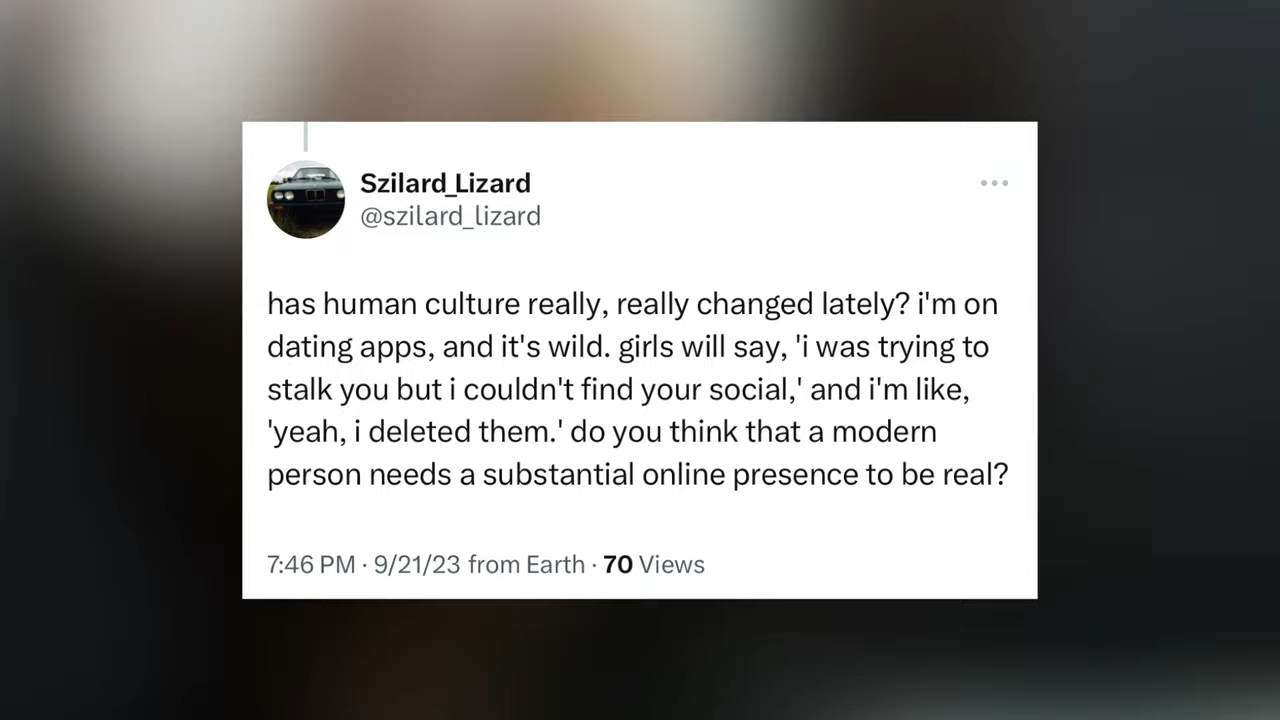 Szilard_Lizard
@szilard_lizard
has human culture really, really changed lately? i'm on
dating apps, and it's wild. girls will say, 'i was trying to
stalk you but i couldn't find your social,' and i'm like,
'yeah, i deleted them.' do you think that a modern
person needs a substantial online presence to be real?
7:46 PM · 9/21/23 from Earth · 70 Views